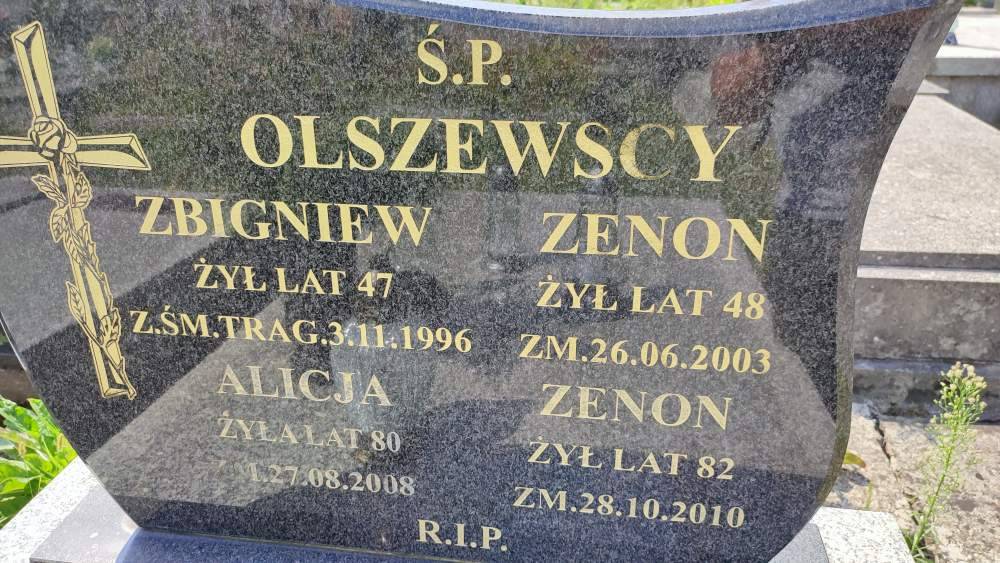 Ś.P.
OLSZEWSCY
ZBIGNIEW
ŻYŁ LAT 47
Z.ŚM.TRAG.3.11.1996
ZENON
ŻYŁ LAT 48
ZM.26.06.2003
ALICJA
ŻYŁA LAT 80
ZM.27.08.2008
ZENON
ŻYŁ LAT 82
ZM.28.10.2010
R.I.P.